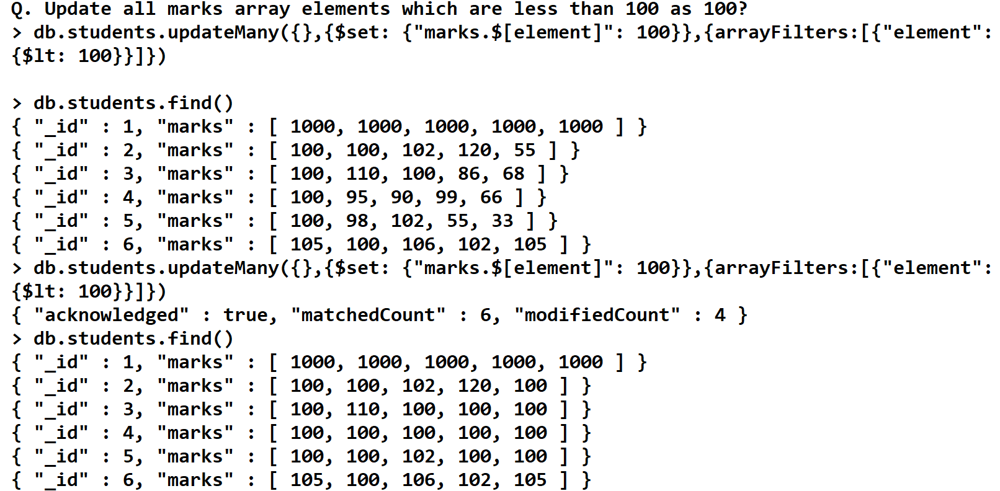 Q. Update all marks array elements which are less than 100 as 100?
> db.students.updateMany({},{$set: {"marks.$[element]": 100}},{arrayFilters:[{"element":
{$lt: 100}}]})
> db.students.find()
{ "_id" : 1, "marks" : [ 1000, 1000, 1000, 1000, 1000 ] }
{ "_id" : 2, "marks" : [ 100, 100, 102, 120, 55 ] }
{ "_id" : 3, "marks" : [ 100, 110, 100, 86, 68 ] }
{ "_id" : 4, "marks" : [ 100, 95, 90, 99, 66 ] }
{ "_id" : 5, "marks" : [ 100, 98, 102, 55, 33 ] }
{ "_id" : 6, "marks" : [ 105, 100, 106, 102, 105 ] }
> db.students.updateMany({},{$set: {"marks.$[element]": 100}},{arrayFilters:[{"element":
{$lt: 100}}]})
{ "acknowledged" : true, "matchedCount" : 6, "modifiedCount" : 4 }
> db.students.find()
{ "_id" : 1, "marks" : [ 1000, 1000, 1000, 1000, 1000 ] }
{ "_id" : 2, "marks" : [ 100, 100, 102, 120, 100 ] }
{ "_id" : 3, "marks" : [ 100, 110, 100, 100, 100 ] }
{ "_id" : 4, "marks" : [ 100, 100, 100, 100, 100 ] }
{ "_id" : 5, "marks" : [ 100, 100, 102, 100, 100 ] }
{ "_id" : 6, "marks" : [ 105, 100, 106, 102, 105 ] }